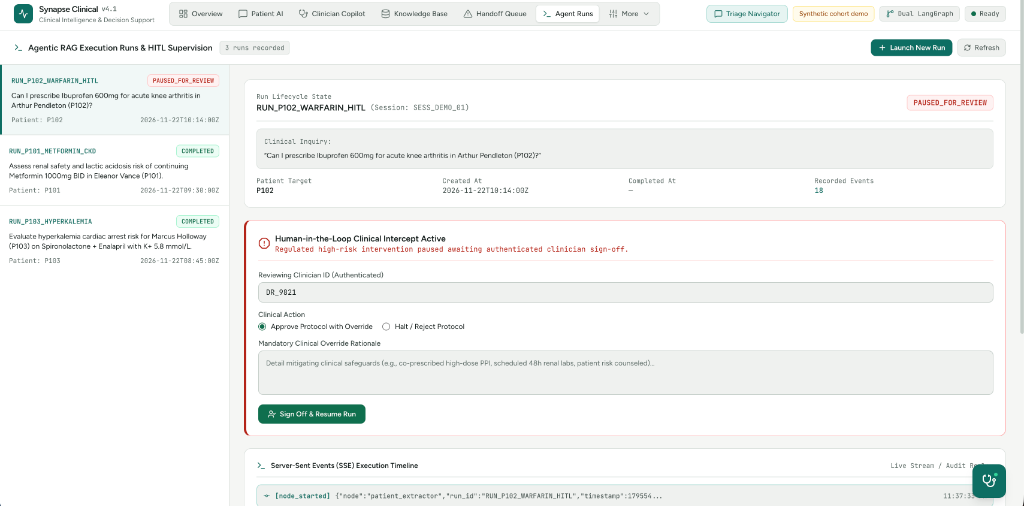 Synapse Clinical v4.1
Clinical Intelligence & Decision Support
Overview
Patient AI
Clinician Copilot
Knowledge Base
Handoff Queue
Agent Runs
More
Triage Navigator
Synthetic cohort demo
Dual LangGraph
Ready
Agentic RAG Execution Runs & HITL Supervision
3 runs recorded
+ Launch New Run
Refresh
RUN_P102_WARFARIN_HITL
PAUSED_FOR_REVIEW
Can I prescribe Ibuprofen 600mg for acute knee arthritis in
Arthur Pendleton (P102)?
Patient: P102
2026-11-22T10:14:00Z
RUN_P101_METFORMIN_CKD
COMPLETED
Assess renal safety and lactic acidosis risk of continuing
Metformin 1000mg BID in Eleanor Vance (P101).
Patient: P101
2026-11-22T09:30:00Z
RUN_P103_HYPERKALEMIA
COMPLETED
Evaluate hyperkalemia cardiac arrest risk for Marcus Holloway
(P103) on Spironolactone + Enalapril with K+ 5.8 mmol/L.
Patient: P103
2026-11-22T08:45:00Z
Run Lifecycle State
RUN_P102_WARFARIN_HITL (Session: SESS_DEMO_01)
PAUSED_FOR_REVIEW
Clinical Inquiry:
"Can I prescribe Ibuprofen 600mg for acute knee arthritis in Arthur Pendleton (P102)?"
Patient Target
P102
Created At
2026-11-22T10:14:00Z
Completed At
—
Recorded Events
18
Human-in-the-Loop Clinical Intercept Active
Regulated high-risk intervention paused awaiting authenticated clinician sign-off.
Reviewing Clinician ID (Authenticated)
DR_9821
Clinical Action
Approve Protocol with Override
Halt / Reject Protocol
Mandatory Clinical Override Rationale
Detail mitigating clinical safeguards (e.g., co-prescribed high-dose PPI, scheduled 48h renal labs, patient risk counseled)...
Sign Off & Resume Run
Server-Sent Events (SSE) Execution Timeline
Live Stream / Audit
[node_started] {"node":"patient_extractor","run_id":"RUN_P102_WARFARIN_HITL","timestamp":179554...
11:37:3